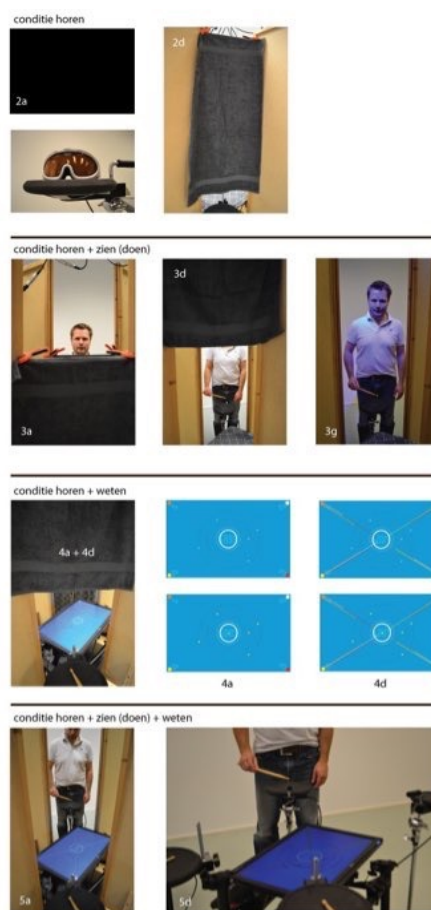 conditie horen
2a
2d
conditie horen + zien (doen)
3a
3d
3g
conditie horen + weten
4a + 4d
4a
4d
conditie horen + zien (doen) + weten
5a
5d